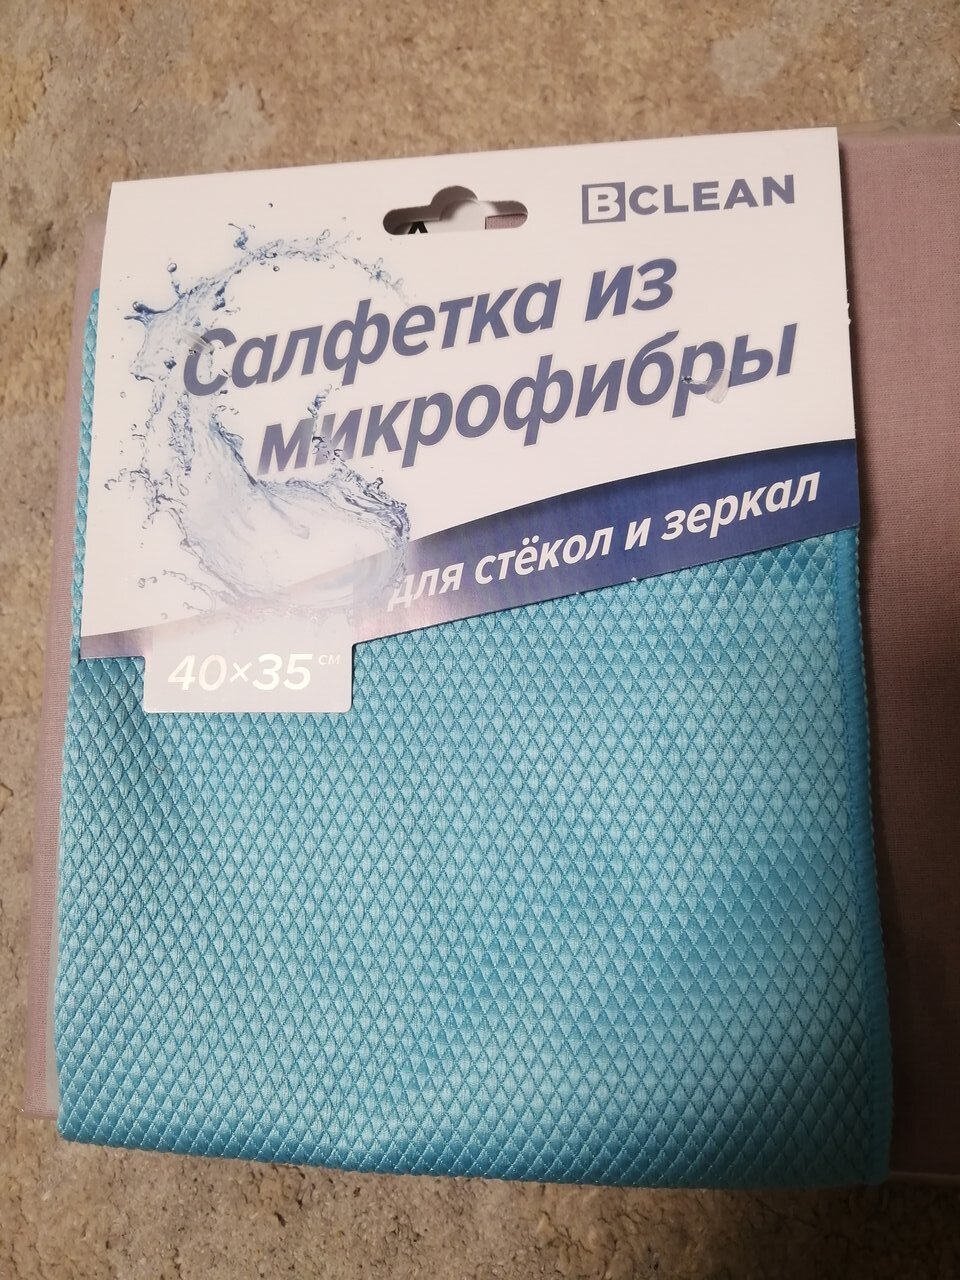 BCLEAN
Салфетка из
микрофибры
для стёкол и зеркал
40×35 см